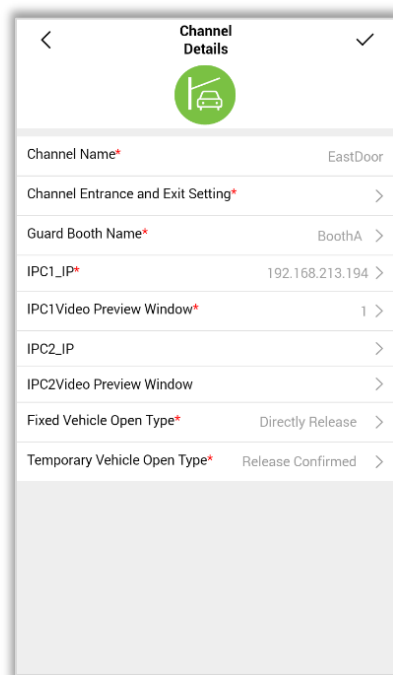 Channel
Details
Channel Name*
EastDoor
Channel Entrance and Exit Setting*
Guard Booth Name*
BoothA
IPC1_IP*
192.168.213.194
IPC1Video Preview Window*
1
IPC2_IP
IPC2Video Preview Window
Fixed Vehicle Open Type*
Directly Release
Temporary Vehicle Open Type*
Release Confirmed